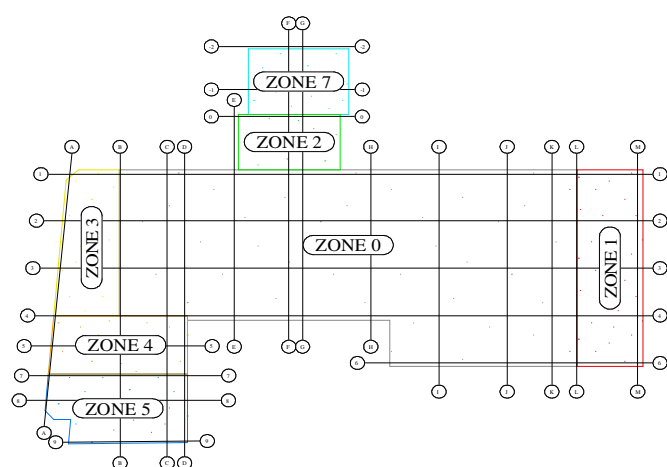 F G
-2 -2
ZONE 7
-1 -1
E
0 0
ZONE 2
A B C D H I J K L M
1 1
2 2
ZONE 3
ZONE 0
ZONE 1
3 3
4 4
5 ZONE 4 5
E F G H
6 6
7 7
I J K L M
8 ZONE 5 8
A
9 9
B C D